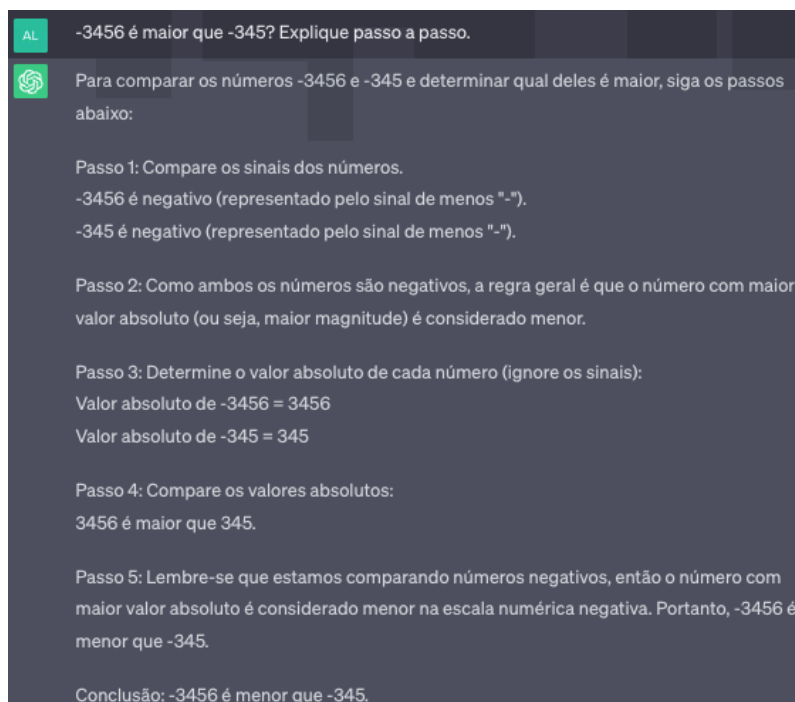 AL
-3456 é maior que -345? Explique passo a passo.
Para comparar os números -3456 e -345 e determinar qual deles é maior, siga os passos
abaixo:
Passo 1: Compare os sinais dos números.
-3456 é negativo (representado pelo sinal de menos "-").
-345 é negativo (representado pelo sinal de menos "-").
Passo 2: Como ambos os números são negativos, a regra geral é que o número com maior
valor absoluto (ou seja, maior magnitude) é considerado menor.
Passo 3: Determine o valor absoluto de cada número (ignore os sinais):
Valor absoluto de -3456 = 3456
Valor absoluto de -345 = 345
Passo 4: Compare os valores absolutos:
3456 é maior que 345.
Passo 5: Lembre-se que estamos comparando números negativos, então o número com
maior valor absoluto é considerado menor na escala numérica negativa. Portanto, -3456 é
menor que -345.
Conclusão: -3456 é menor que -345.